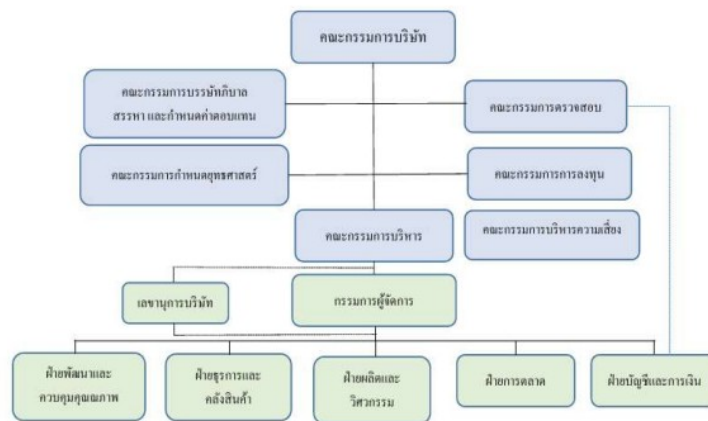 คณะกรรมการบริษัท
คณะกรรมการบรรษัทภิบาล
สรรหา และกำหนดค่าตอบแทน
คณะกรรมการตรวจสอบ
คณะกรรมการกำหนดยุทธศาสตร์
คณะกรรมการการลงทุน
คณะกรรมการบริหาร
คณะกรรมการบริหารความเสี่ยง
เลขานุการบริษัท
กรรมการผู้จัดการ
ฝ่ายพัฒนาและ
ควบคุมคุณภาพ
ฝ่ายธุรการและ
คลังสินค้า
ฝ่ายผลิตและ
วิศวกรรม
ฝ่ายการตลาด
ฝ่ายบัญชีและการเงิน